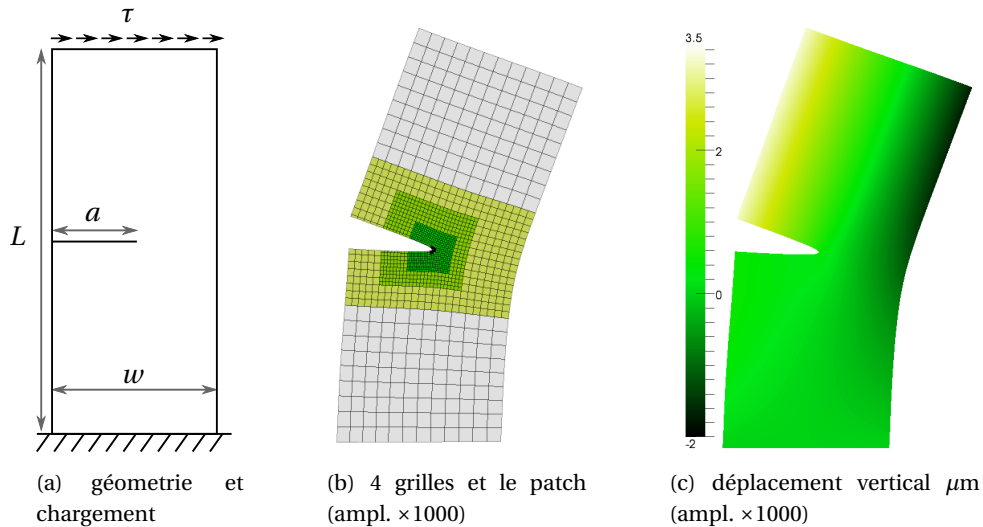 τ
a
L
w
3.5
2
0
-2
(a) géometrie et
chargement
(b) 4 grilles et le patch
(ampl. ×1000)
(c) déplacement vertical μm
(ampl. ×1000)